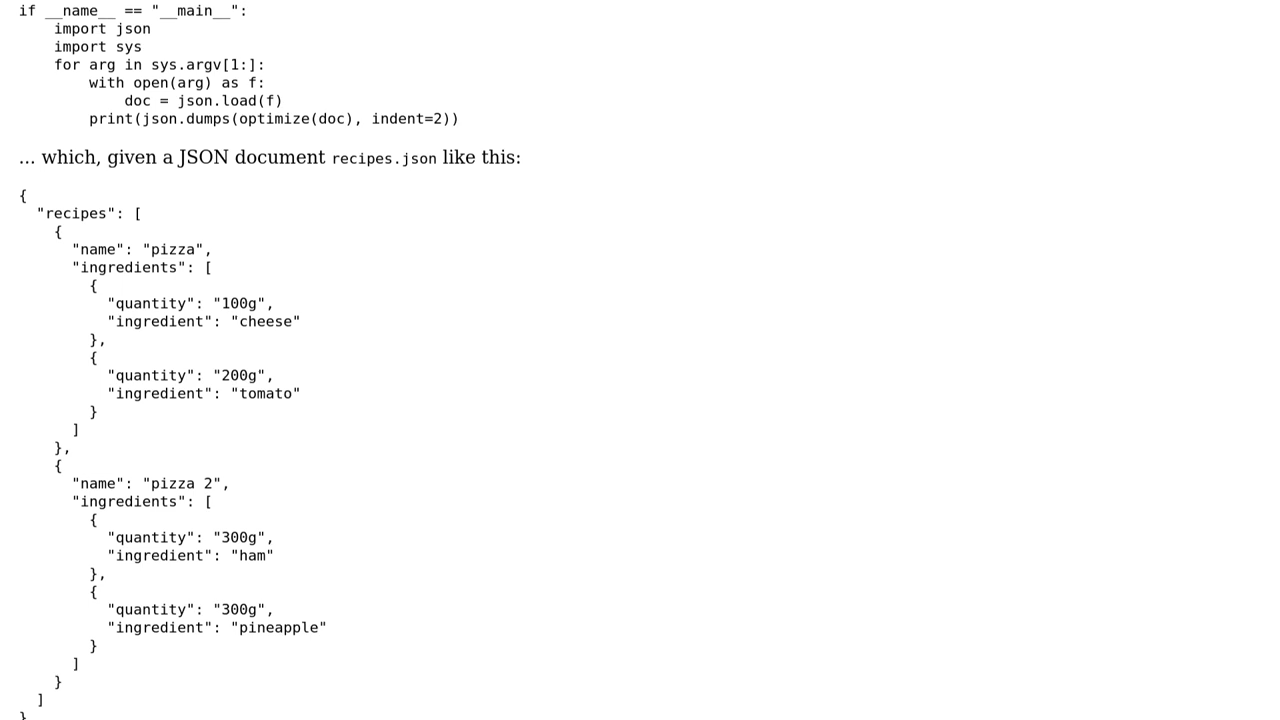 if __name__ == "__main__":
    import json
    import sys
    for arg in sys.argv[1:]:
        with open(arg) as f:
            doc = json.load(f)
        print(json.dumps(optimize(doc), indent=2))
... which, given a JSON document recipes.json like this:
{
  "recipes": [
    {
      "name": "pizza",
      "ingredients": [
        {
          "quantity": "100g",
          "ingredient": "cheese"
        },
        {
          "quantity": "200g",
          "ingredient": "tomato"
        }
      ]
    },
    {
      "name": "pizza 2",
      "ingredients": [
        {
          "quantity": "300g",
          "ingredient": "ham"
        },
        {
          "quantity": "300g",
          "ingredient": "pineapple"
        }
      ]
    }
  ]
}